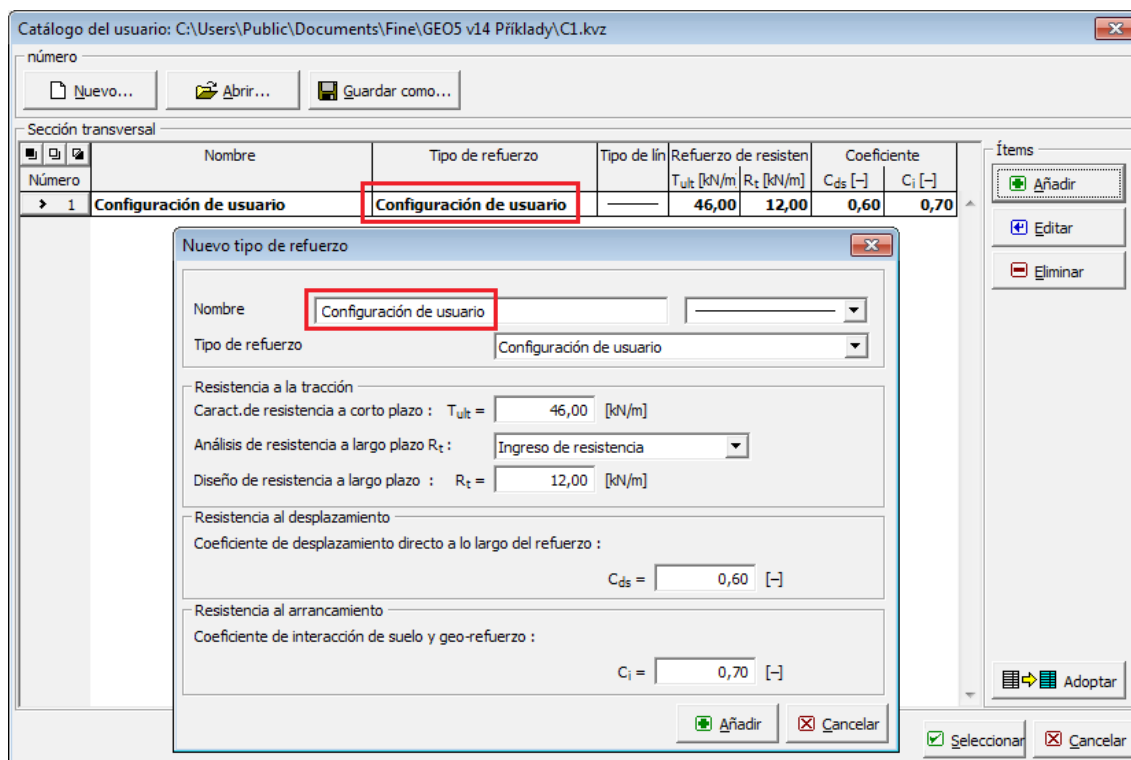 Catálogo del usuario: C:\Users\Public\Documents\Fine\GEO5 v14 Příklady\C1.kvz
número
Nuevo... Abrir... Guardar como...
Sección transversal
Nombre Tipo de refuerzo Tipo de lín Refuerzo de resisten Coeficiente
Número Tult [kN/m Rt [kN/m] Cds [–] Ci [–]
1 Configuración de usuario Configuración de usuario 46,00 12,00 0,60 0,70
Ítems
Añadir
Editar
Eliminar
Nuevo tipo de refuerzo
Nombre Configuración de usuario
Tipo de refuerzo Configuración de usuario
Resistencia a la tracción
Caract.de resistencia a corto plazo : Tult = 46,00 [kN/m]
Análisis de resistencia a largo plazo Rt : Ingreso de resistencia
Diseño de resistencia a largo plazo : Rt = 12,00 [kN/m]
Resistencia al desplazamiento
Coeficiente de desplazamiento directo a lo largo del refuerzo :
Cds = 0,60 [–]
Resistencia al arrancamiento
Coeficiente de interacción de suelo y geo-refuerzo :
Ci = 0,70 [–]
Añadir Cancelar
Adoptar
Seleccionar Cancelar